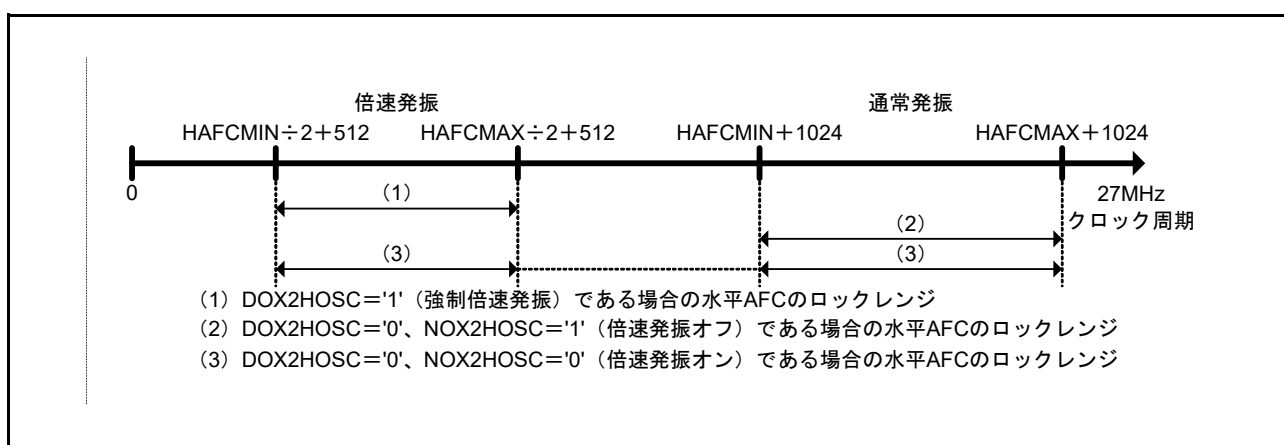 倍速発振 通常発振
HAFCMIN÷2+512 HAFCMAX÷2+512 HAFCMIN+1024 HAFCMAX+1024
0 (1) 27MHz
(2) クロック周期
(3) (3)
(1) DOX2HOSC='1'(強制倍速発振)である場合の水平AFCのロックレンジ
(2) DOX2HOSC='0'、NOX2HOSC='1'(倍速発振オフ)である場合の水平AFCのロックレンジ
(3) DOX2HOSC='0'、NOX2HOSC='0'(倍速発振オン)である場合の水平AFCのロックレンジ